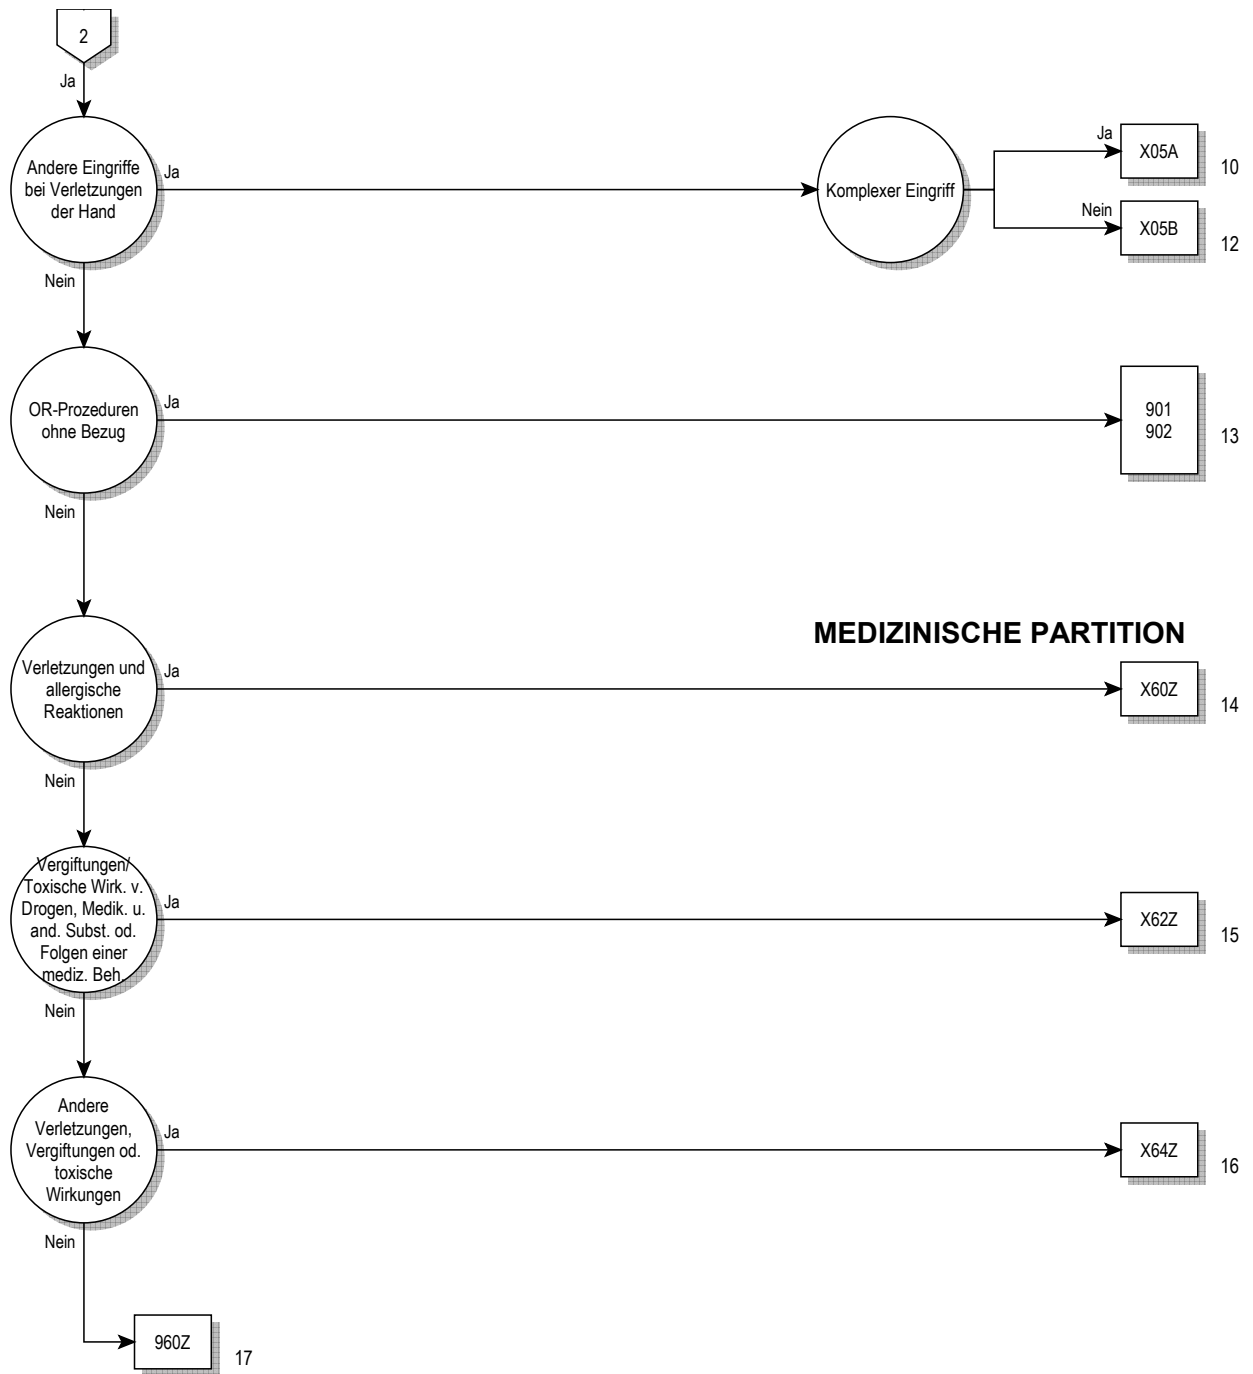 2
Ja
Andere Eingriffe
bei Verletzungen
der Hand
Ja
Komplexer Eingriff
Ja
X05A
10
Nein
X05B
12
Nein
OR-Prozeduren
ohne Bezug
Ja
901
902
13
Nein
MEDIZINISCHE PARTITION
Verletzungen und
allergische
Reaktionen
Ja
X60Z
14
Nein
Vergiftungen/
Toxische Wirk. v.
Drogen, Medik. u.
and. Subst. od.
Folgen einer
mediz. Beh.
Ja
X62Z
15
Nein
Andere
Verletzungen,
Vergiftungen od.
toxische
Wirkungen
Ja
X64Z
16
Nein
960Z
17